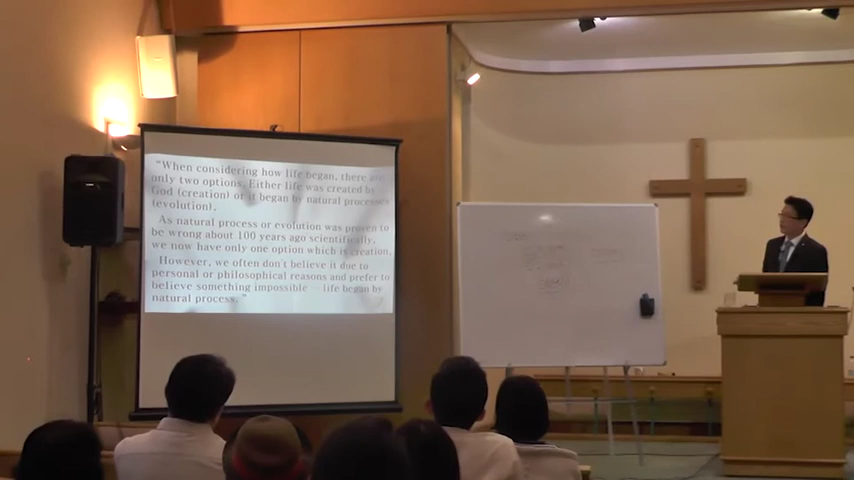 “When considering how life began, there are
only two options. Either life was created by
God (creation) or it began by natural processes
(evolution).
As natural process or evolution was proven to
be wrong about 100 years ago scientifically,
we now have only one option which is creation.
However, we often don't believe it due to
personal or philosophical reasons and prefer to
believe something impossible — life began by
natural process.”